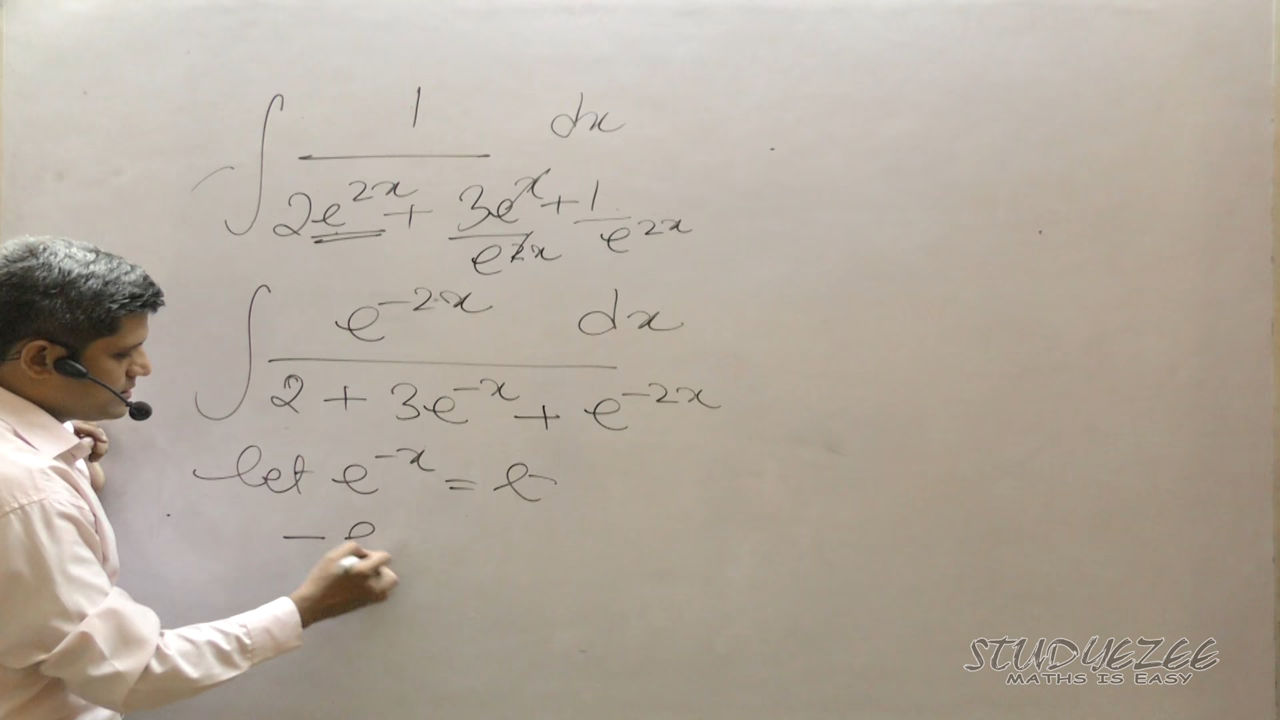 ∫ 1 dx
2e^2x + 3e^x + 1
e^2x e^2x
∫ e^-2x dx
2 + 3e^-x + e^-2x
let e^-x = t
- e
STUDYEZEE
MATHS IS EASY